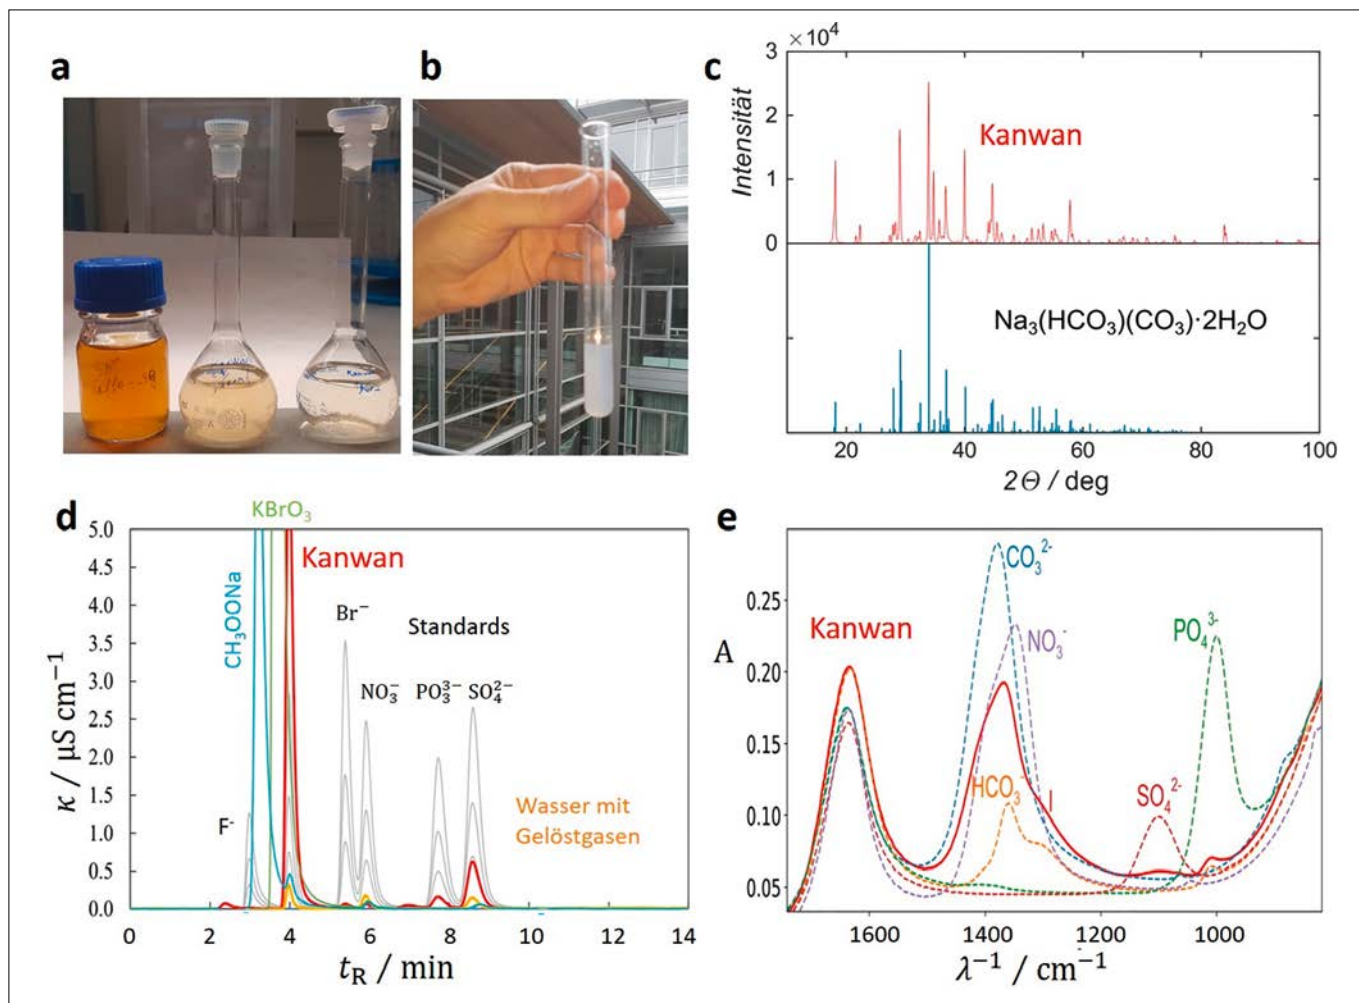 a
b
c
×10⁴
3
2
1
0
Intensität
Kanwan
Na₃(HCO₃)(CO₃)·2H₂O
20
40
60
80
100
2Θ / deg
d
KBrO₃
5.0
4.5
4.0
3.5
3.0
2.5
2.0
1.5
1.0
0.5
0.0
κ / µS cm⁻¹
CH₃OONa
Kanwan
Br⁻
Standards
NO₃⁻
PO₃³⁻
SO₄²⁻
F⁻
Wasser mit
Gelöstgasen
0
2
4
6
8
10
12
14
t_R / min
e
0.25
0.20
0.15
0.10
0.05
A
Kanwan
CO₃²⁻
NO₃⁻
PO₄³⁻
HCO₃⁻
SO₄²⁻
1600
1400
1200
1000
λ⁻¹ / cm⁻¹